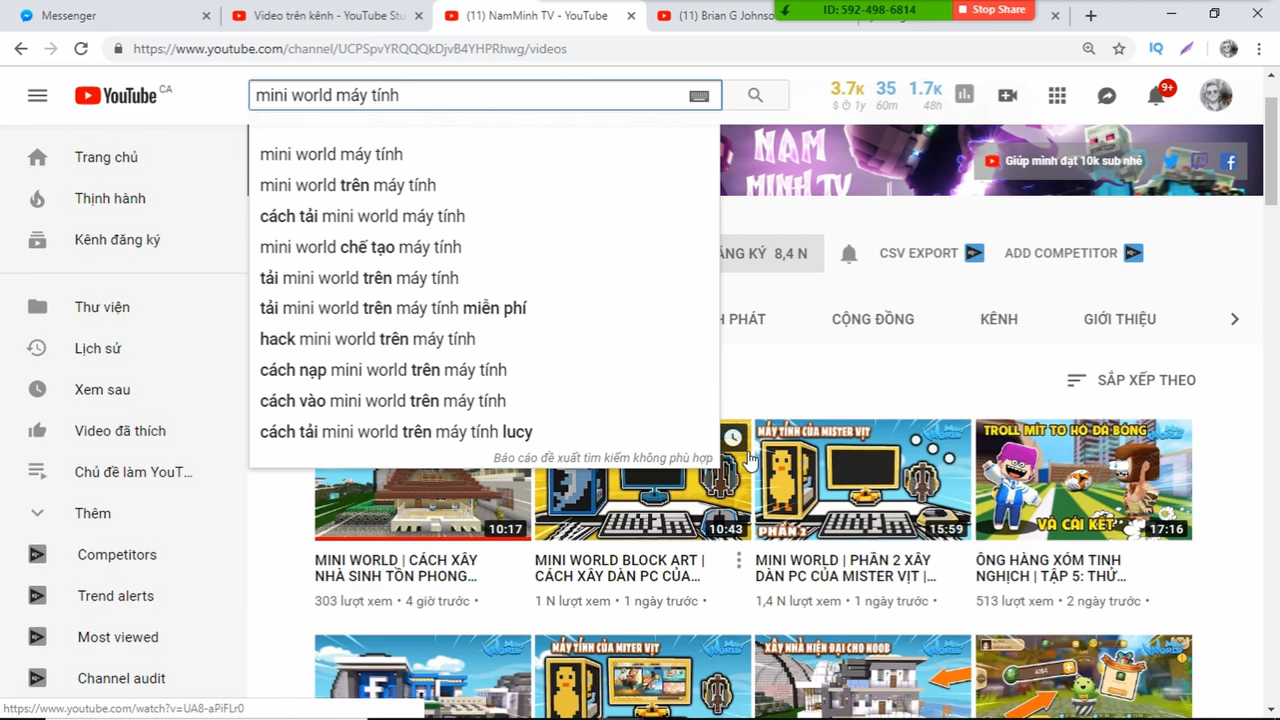 Messenger
Video trên kênh - YouTube Stu
(11) NamMinh TV - YouTube
(11) Brian G Johnso
ID: 592-498-6814
Stop Share
https://www.youtube.com/channel/UCPSpvYRQQQkDjvB4YHPRhwg/videos
IQ
YouTube CA
mini world máy tính
3.7K 35 1.7K
$ 1y 60m 48h
9+
Trang chủ
Thịnh hành
Kênh đăng ký
Thư viện
Lịch sử
Xem sau
Video đã thích
Chủ đề làm YouT...
Thêm
Competitors
Trend alerts
Most viewed
Channel audit
mini world máy tính
mini world trên máy tính
cách tải mini world máy tính
mini world chế tạo máy tính
tải mini world trên máy tính
tải mini world trên máy tính miễn phí
hack mini world trên máy tính
cách nạp mini world trên máy tính
cách vào mini world trên máy tính
cách tải mini world trên máy tính lucy
Báo cáo đề xuất tìm kiếm không phù hợp
NAM
MINH TV
Giúp mình đạt 10k sub nhé
ĂNG KÝ 8,4 N
CSV EXPORT
ADD COMPETITOR
H PHÁT
CỘNG ĐỒNG
KÊNH
GIỚI THIỆU
SẮP XẾP THEO
10:17
10:43
MÁY TÍNH CỦA MISTER VỊT
PHẦN 2
15:59
TROLL MÍT TƠ HÓ ĐÁ BÓNG
VÀ CÁI KẾT
17:16
MINI WORLD | CÁCH XÂY
NHÀ SINH TỒN PHONG...
303 lượt xem • 4 giờ trước •
MINI WORLD BLOCK ART |
CÁCH XÂY DÀN PC CỦA...
1 N lượt xem • 1 ngày trước •
MINI WORLD | PHẦN 2 XÂY
DÀN PC CỦA MISTER VỊT |...
1,4 N lượt xem • 1 ngày trước •
ÔNG HÀNG XÓM TINH
NGHỊCH | TẬP 5: THỬ...
513 lượt xem • 2 ngày trước •
MÁY TÍNH CỦA MITER VỊT
XÂY NHÀ HIỆN ĐẠI CHO NOOB
https://www.youtube.com/watch?v=UA8-aPiFLr0